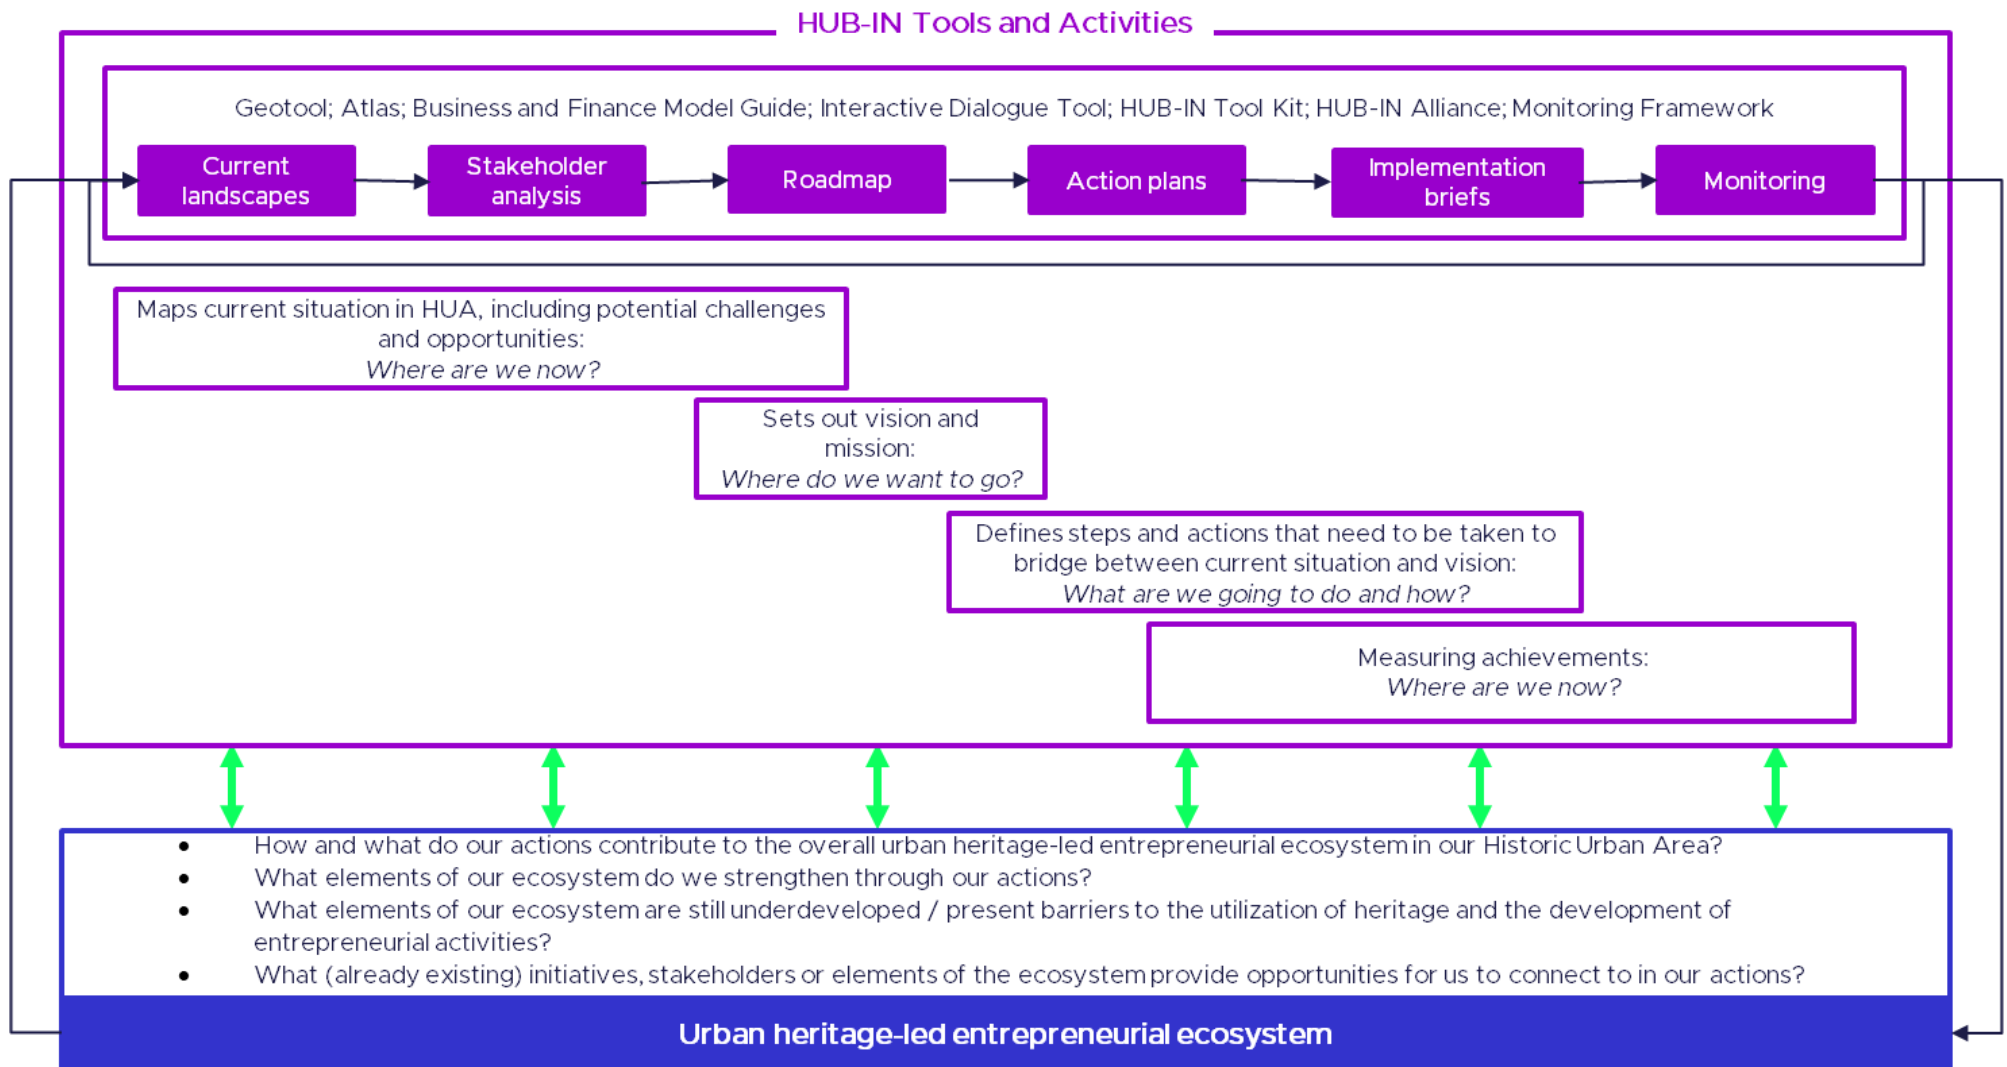 HUB-IN Tools and Activities
Geotool; Atlas; Business and Finance Model Guide; Interactive Dialogue Tool; HUB-IN Tool Kit; HUB-IN Alliance; Monitoring Framework
Current
landscapes
Stakeholder
analysis
Roadmap
Action plans
Implementation
briefs
Monitoring
Maps current situation in HUA, including potential challenges
and opportunities:
Where are we now?
Sets out vision and
mission:
Where do we want to go?
Defines steps and actions that need to be taken to
bridge between current situation and vision:
What are we going to do and how?
Measuring achievements:
Where are we now?
• How and what do our actions contribute to the overall urban heritage-led entrepreneurial ecosystem in our Historic Urban Area?
• What elements of our ecosystem do we strengthen through our actions?
• What elements of our ecosystem are still underdeveloped / present barriers to the utilization of heritage and the development of
entrepreneurial activities?
• What (already existing) initiatives, stakeholders or elements of the ecosystem provide opportunities for us to connect to in our actions?
Urban heritage-led entrepreneurial ecosystem